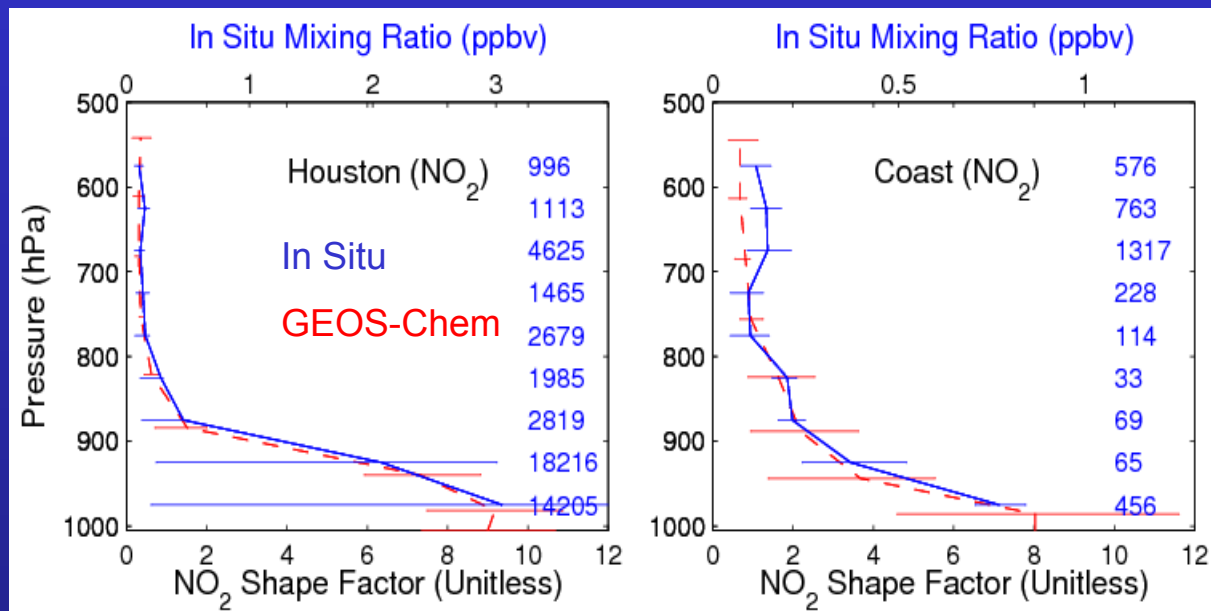 In Situ Mixing Ratio (ppbv)
0 1 2 3
500
600
700
800
900
1000
Pressure (hPa)
Houston (NO2)
In Situ
GEOS-Chem
996
1113
4625
1465
2679
1985
2819
18216
14205
0 2 4 6 8 10 12
NO2 Shape Factor (Unitless)
In Situ Mixing Ratio (ppbv)
0 0.5 1
500
600
700
800
900
1000
Coast (NO2)
576
763
1317
228
114
33
69
65
456
0 2 4 6 8 10 12
NO2 Shape Factor (Unitless)